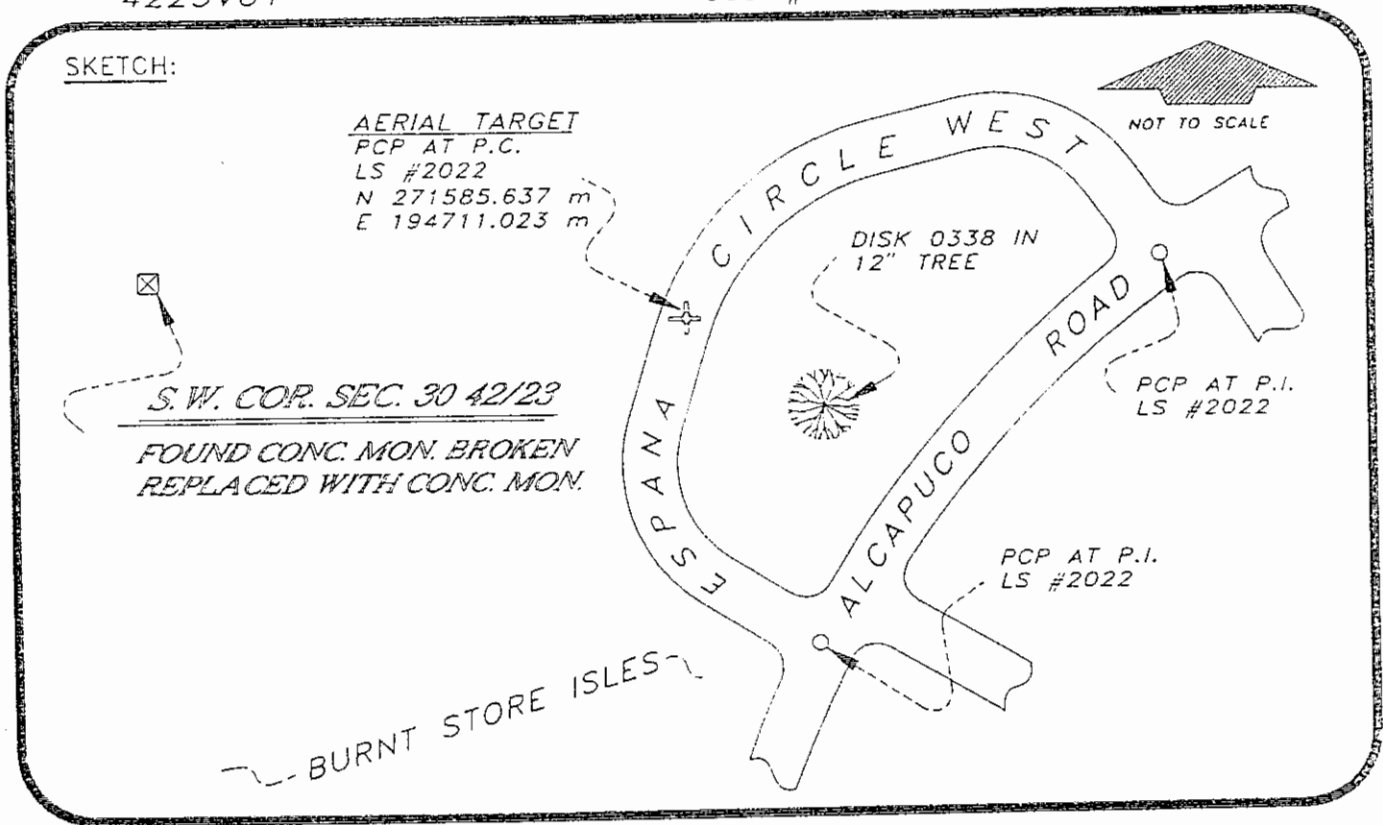 4223V01
SKETCH:
AERIAL TARGET
PCP AT P.C.
LS #2022
N 271585.637 m
E 194711.023 m
NOT TO SCALE
ESPANA CIRCLE WEST
DISK 0338 IN
12" TREE
ALCAPUCO ROAD
PCP AT P.I.
LS #2022
S. W. COR. SEC. 30 42/23
FOUND CONC. MON. BROKEN
REPLACED WITH CONC. MON.
PCP AT P.I.
LS #2022
BURNT STORE ISLES